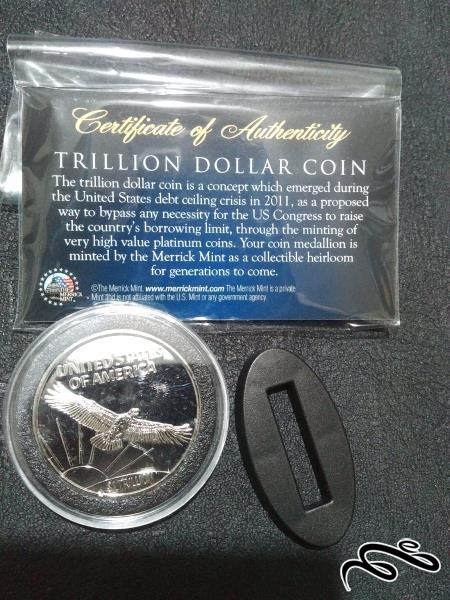 Certificate of Authenticity
TRILLION DOLLAR COIN
The trillion dollar coin is a concept which emerged during
the United States debt ceiling crisis in 2011, as a proposed
way to bypass any necessity for the US Congress to raise
the country's borrowing limit, through the minting of
very high value platinum coins. Your coin medallion is
minted by the Merrick Mint as a collectible heirloom
for generations to come.
©The Merrick Mint. www.merrickmint.com The Merrick Mint is a private
Mint and is not affiliated with the U.S. Mint or any government agency.
UNITED STATES
OF AMERICA
$1 TRILLION